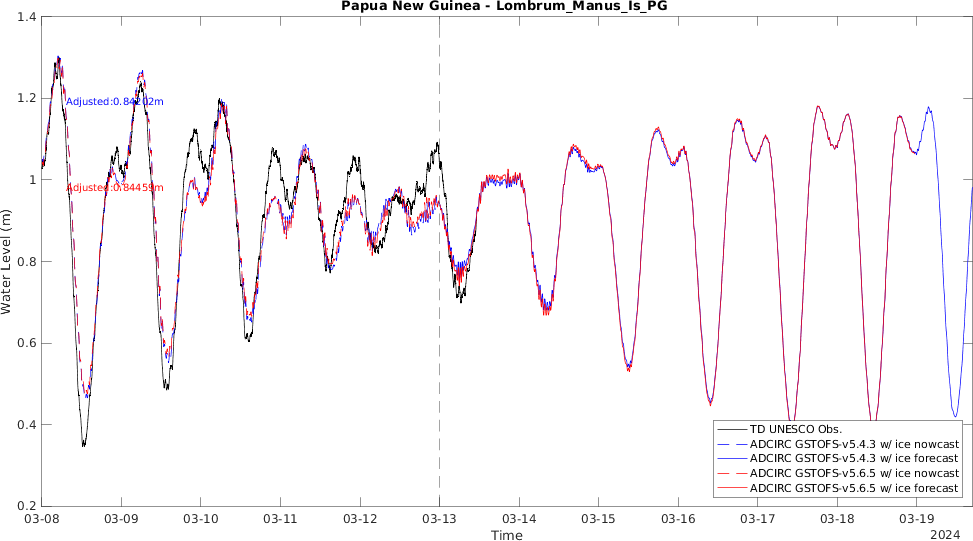 Papua New Guinea - Lombrum_Manus_Is_PG
1.4
1.2
1
0.8
0.6
0.4
0.2
Water Level (m)
Adjusted:0.84202m
Adjusted:0.84459m
TD UNESCO Obs.
ADCIRC GSTOFS-v5.4.3 w/ ice nowcast
ADCIRC GSTOFS-v5.4.3 w/ ice forecast
ADCIRC GSTOFS-v5.6.5 w/ ice nowcast
ADCIRC GSTOFS-v5.6.5 w/ ice forecast
03-08 03-09 03-10 03-11 03-12 03-13 03-14 03-15 03-16 03-17 03-18 03-19
Time
2024